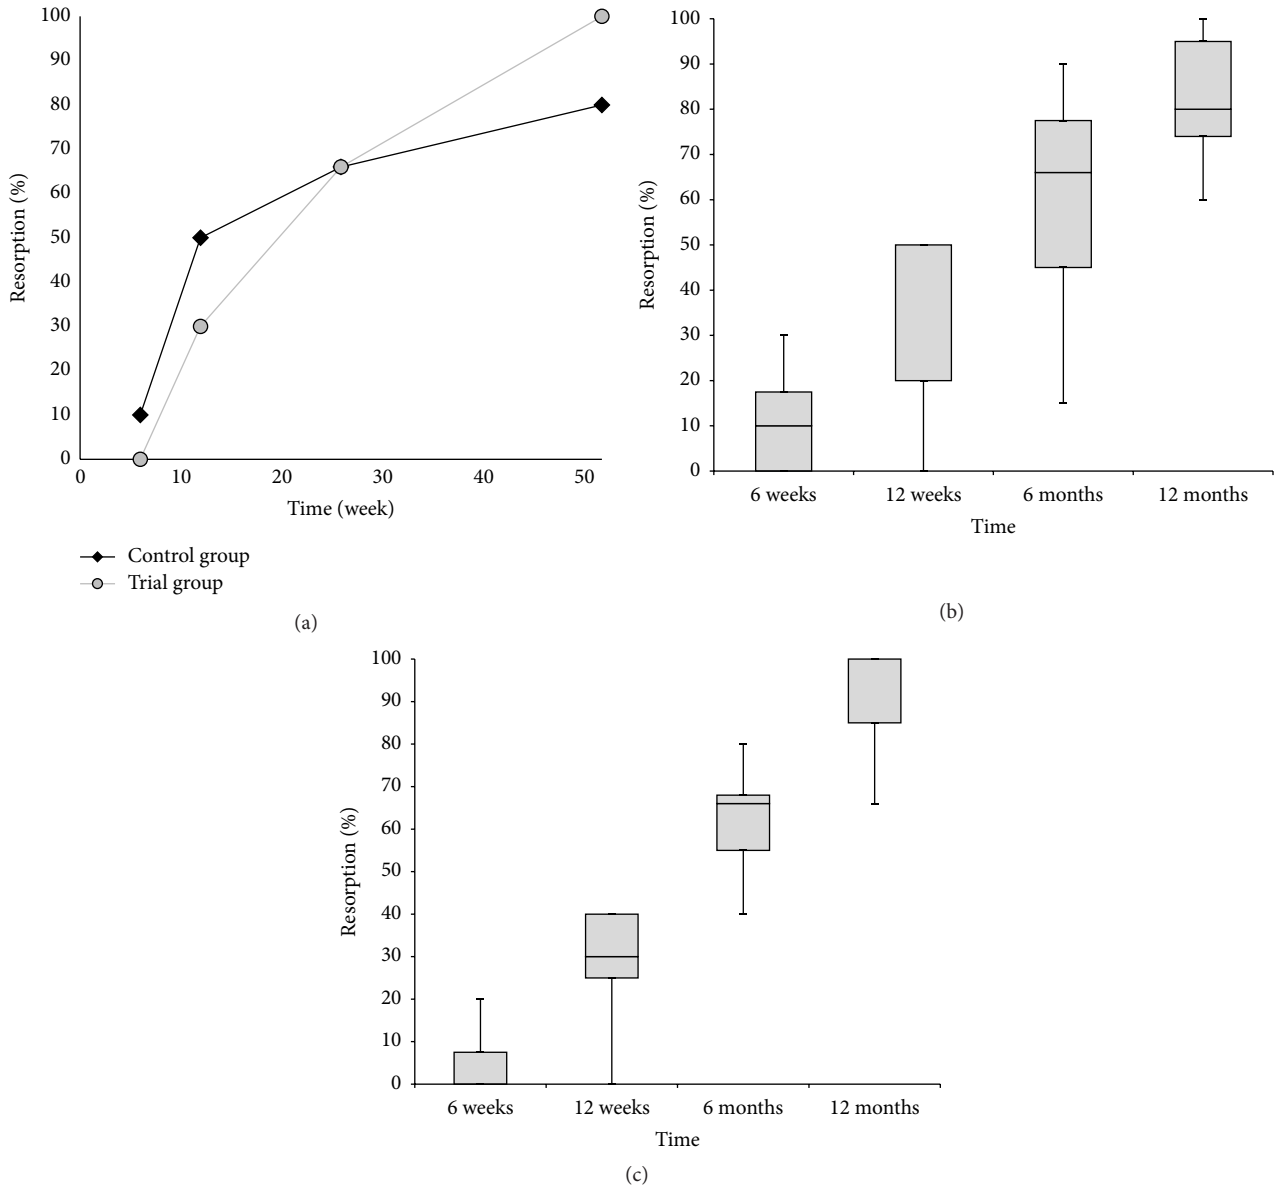 100
90
80
70
60
50
40
30
20
10
0
Resorption (%)
0 10 20 30 40 50
Time (week)
Control group
Trial group
(a)
100
90
80
70
60
50
40
30
20
10
0
Resorption (%)
6 weeks 12 weeks 6 months 12 months
Time
(b)
100
90
80
70
60
50
40
30
20
10
0
Resorption (%)
6 weeks 12 weeks 6 months 12 months
Time
(c)